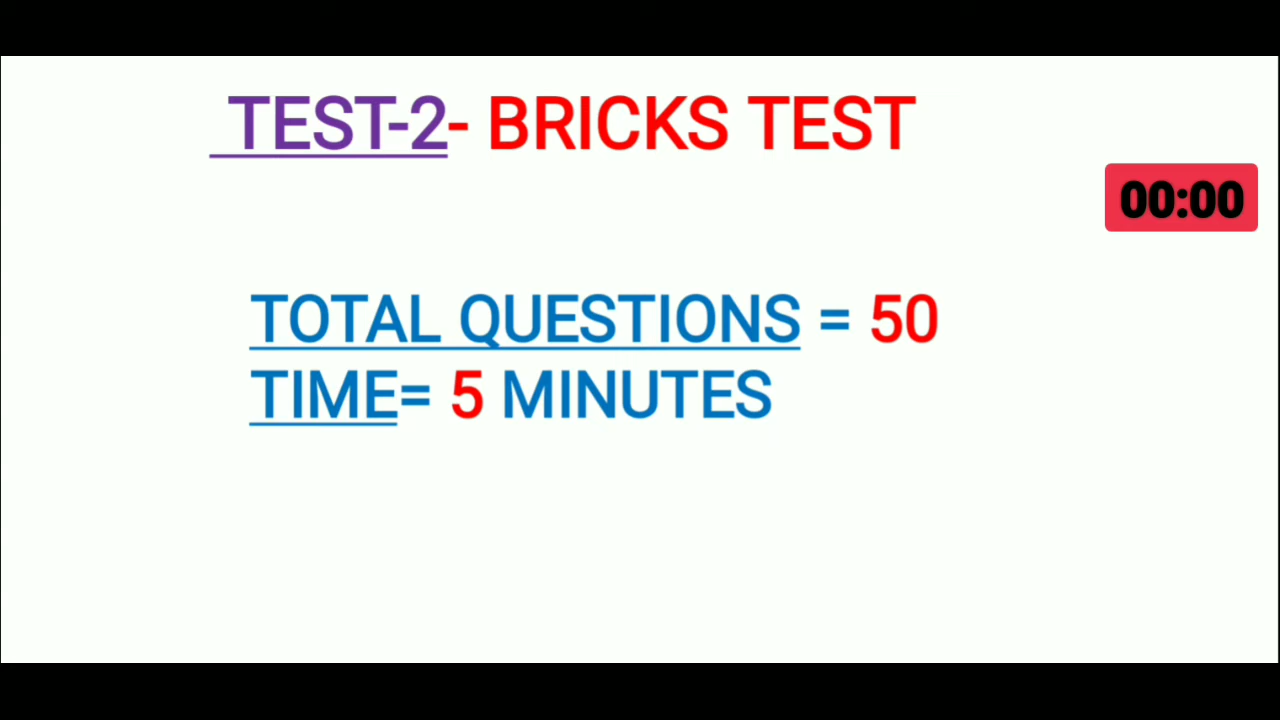 TEST-2- BRICKS TEST
00:00
TOTAL QUESTIONS = 50
TIME= 5 MINUTES